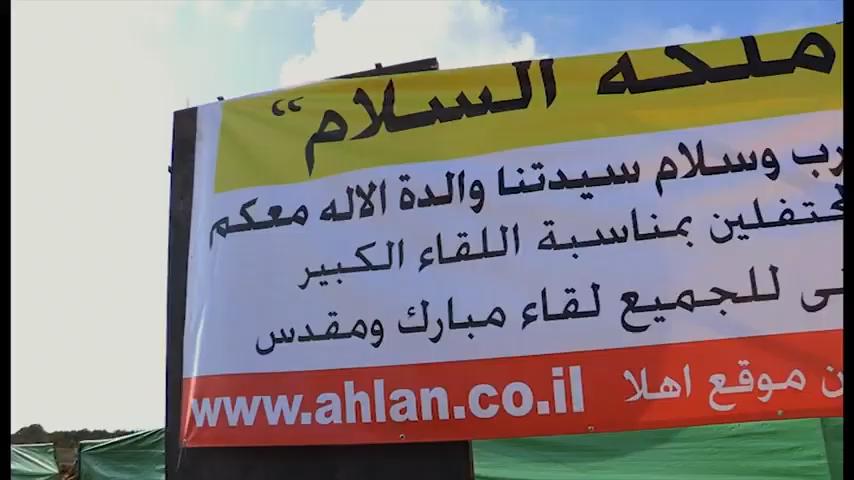 ملكة السلام“
رب وسلام سيدتنا والدة الاله معكم
محتفلين بمناسبة اللقاء الكبير
للجميع لقاء مبارك ومقدس
www.ahlan.co.il موقع اهلا